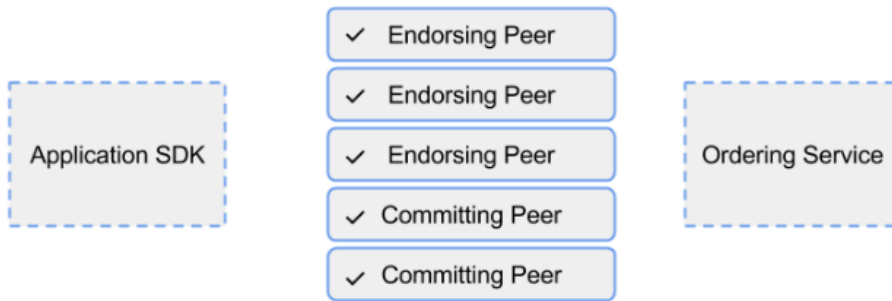 Application SDK
✓ Endorsing Peer
✓ Endorsing Peer
✓ Endorsing Peer
✓ Committing Peer
✓ Committing Peer
Ordering Service